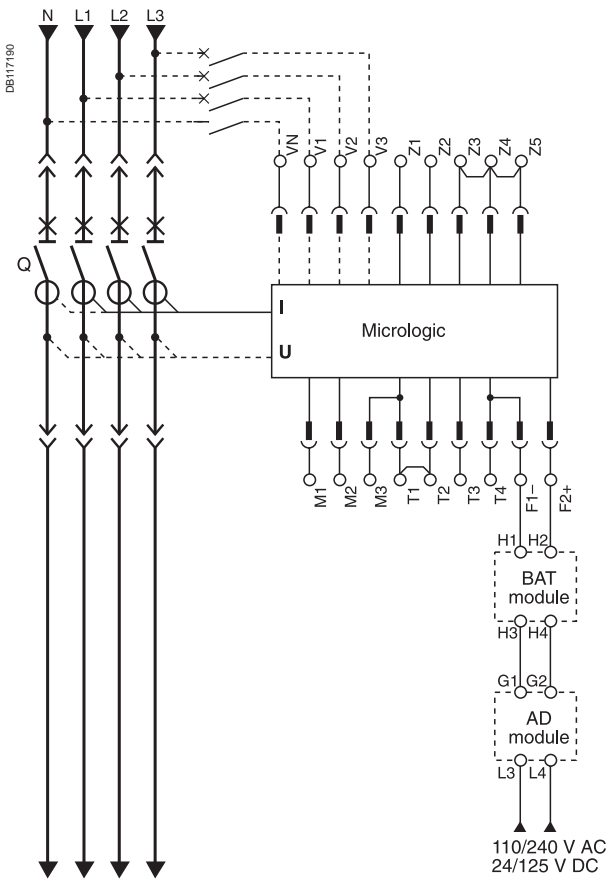 N L1 L2 L3
DB117190
VN V1 V2 V3 Z1 Z2 Z3 Z4 Z5
Q
I
Micrologic
U
M1 M2 M3 T1 T2 T3 T4 F1− F2+
H1 H2
BAT
module
H3 H4
G1 G2
AD
module
L3 L4
110/240 V AC
24/125 V DC